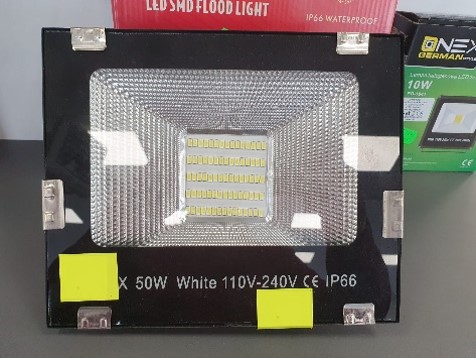 LED SMD FLOOD LIGHT
IP66 WATERPROOF
ONEX
GERMAN
10W
X 50W White 110V-240V CE IP66